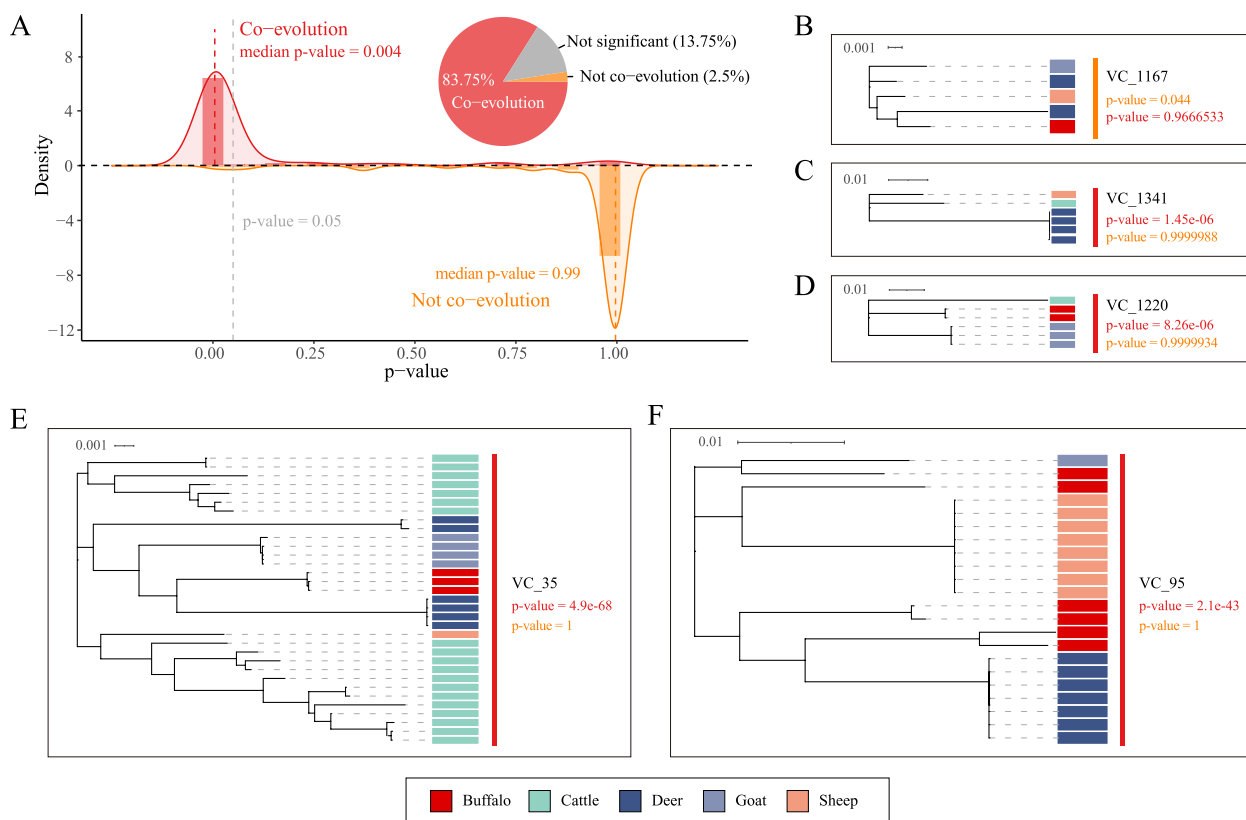 A
Co−evolution
median p-value = 0.004
83.75%
Co-evolution
Not significant (13.75%)
Not co-evolution (2.5%)
Density
8
4
0
−4
−8
−12
p-value = 0.05
median p-value = 0.99
Not co-evolution
0.00
0.25
0.50
0.75
1.00
p−value
B
0.001
VC_1167
p-value = 0.044
p-value = 0.9666533
C
0.01
VC_1341
p-value = 1.45e-06
p-value = 0.9999988
D
0.01
VC_1220
p-value = 8.26e-06
p-value = 0.9999934
E
0.001
VC_35
p-value = 4.9e-68
p-value = 1
F
0.01
VC_95
p-value = 2.1e-43
p-value = 1
Buffalo
Cattle
Deer
Goat
Sheep